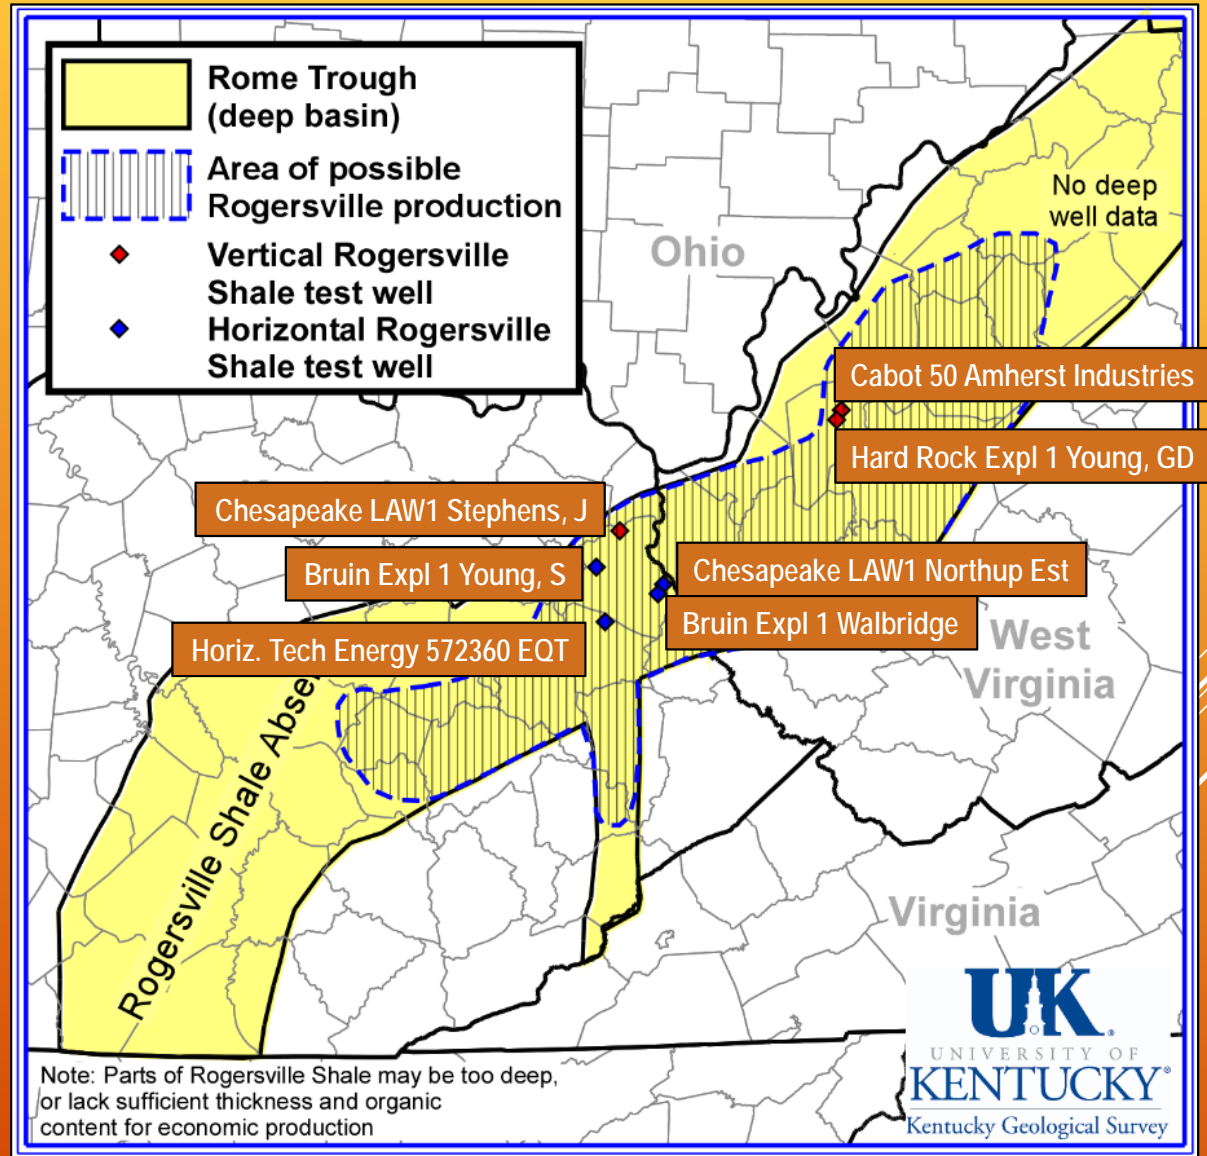 Rome Trough
(deep basin)
Area of possible
Rogersville production
Vertical Rogersville
Shale test well
Horizontal Rogersville
Shale test well
No deep
well data
Ohio
Cabot 50 Amherst Industries
Hard Rock Expl 1 Young, GD
Chesapeake LAW1 Stephens, J
Bruin Expl 1 Young, S
Chesapeake LAW1 Northup Est
Bruin Expl 1 Walbridge
Horiz. Tech Energy 572360 EQT
West
Virginia
Rogersville Shale Absen
Virginia
UK
UNIVERSITY OF
KENTUCKY®
Kentucky Geological Survey
Note: Parts of Rogersville Shale may be too deep,
or lack sufficient thickness and organic
content for economic production